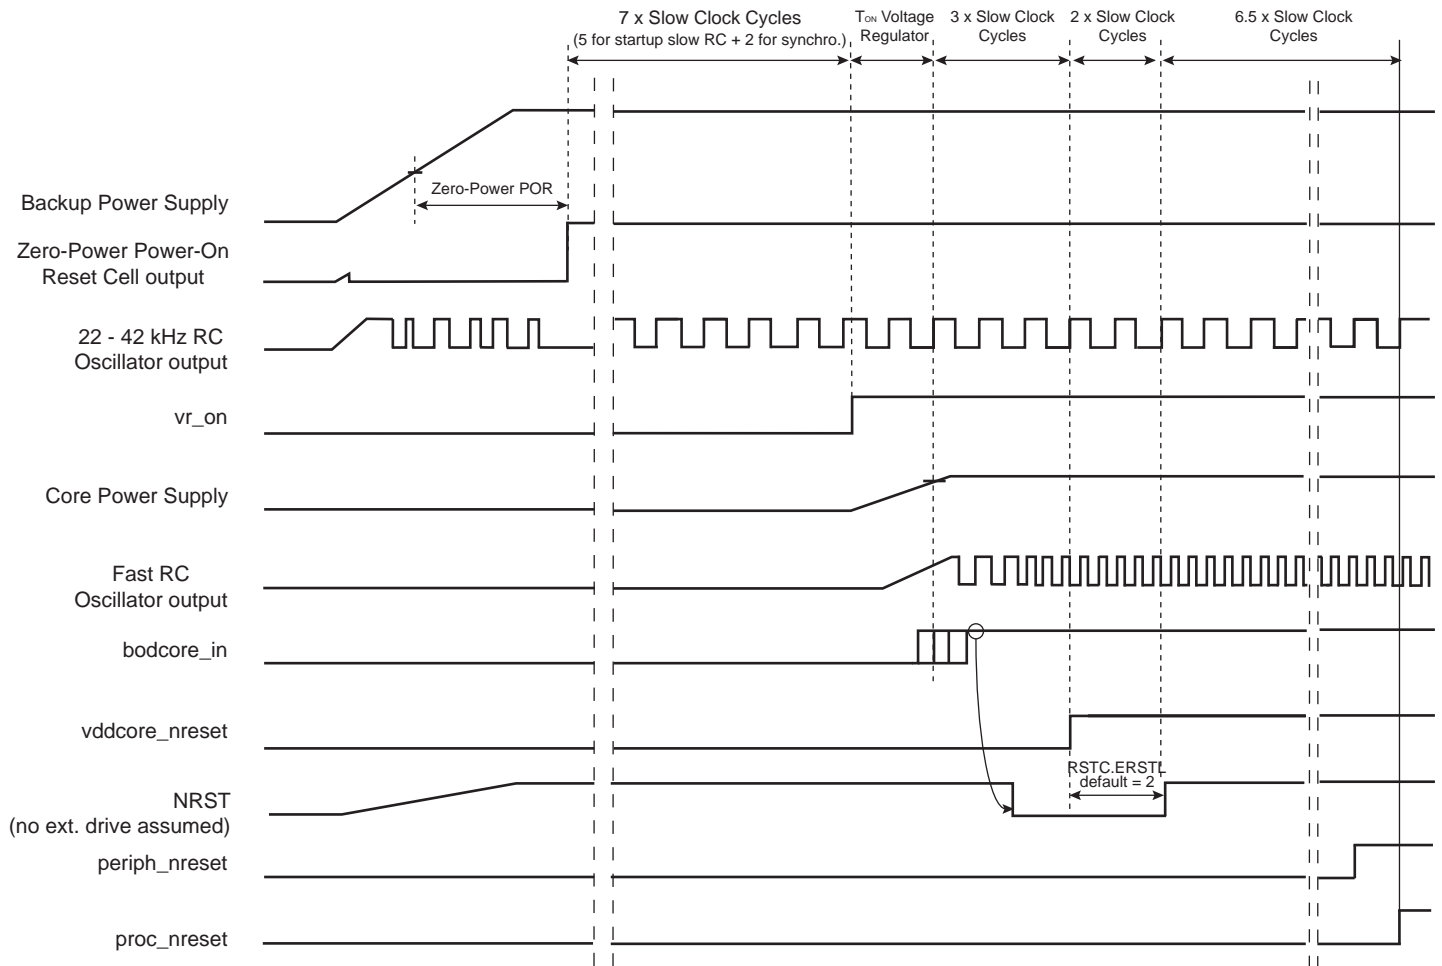 7 x Slow Clock Cycles
(5 for startup slow RC + 2 for synchro.)
TON Voltage
Regulator
3 x Slow Clock
Cycles
2 x Slow Clock
Cycles
6.5 x Slow Clock
Cycles
Zero-Power POR
Backup Power Supply
Zero-Power Power-On
Reset Cell output
22 - 42 kHz RC
Oscillator output
vr_on
Core Power Supply
Fast RC
Oscillator output
bodcore_in
vddcore_nreset
RSTC.ERSTL
default = 2
NRST
(no ext. drive assumed)
periph_nreset
proc_nreset